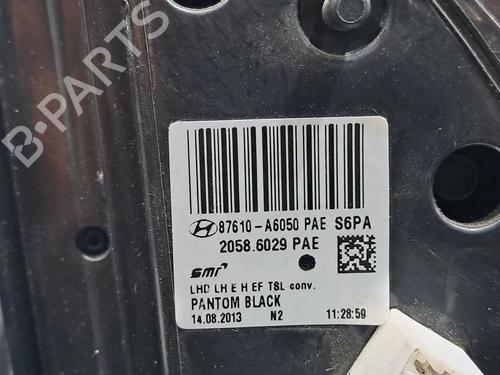 B-PARTS
87610-A6050 PAE S6PA
2058.6029 PAE
smr
LHD LH E H EF TSL conv.
PANTOM BLACK
14.08.2013 N2 11:28:59